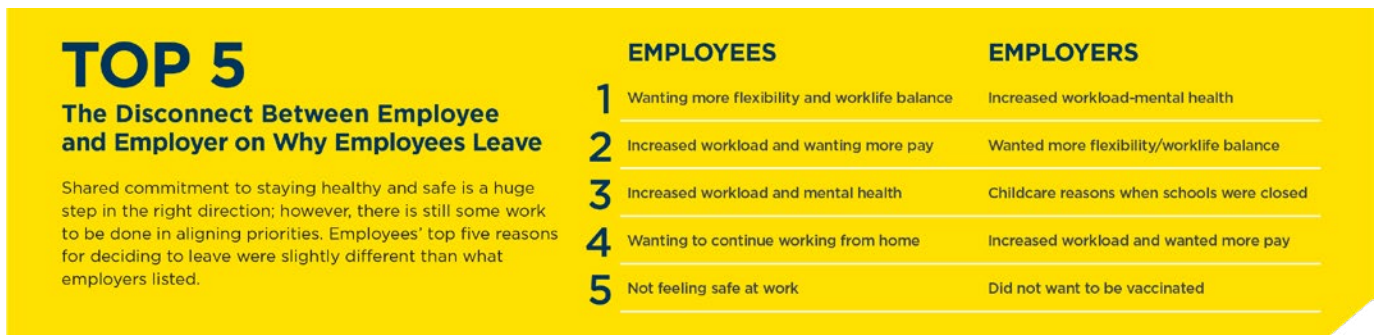 TOP 5
The Disconnect Between Employee
and Employer on Why Employees Leave
Shared commitment to staying healthy and safe is a huge
step in the right direction; however, there is still some work
to be done in aligning priorities. Employees' top five reasons
for deciding to leave were slightly different than what
employers listed.
EMPLOYEES EMPLOYERS
1 Wanting more flexibility and worklife balance Increased workload-mental health
2 Increased workload and wanting more pay Wanted more flexibility/worklife balance
3 Increased workload and mental health Childcare reasons when schools were closed
4 Wanting to continue working from home Increased workload and wanted more pay
5 Not feeling safe at work Did not want to be vaccinated